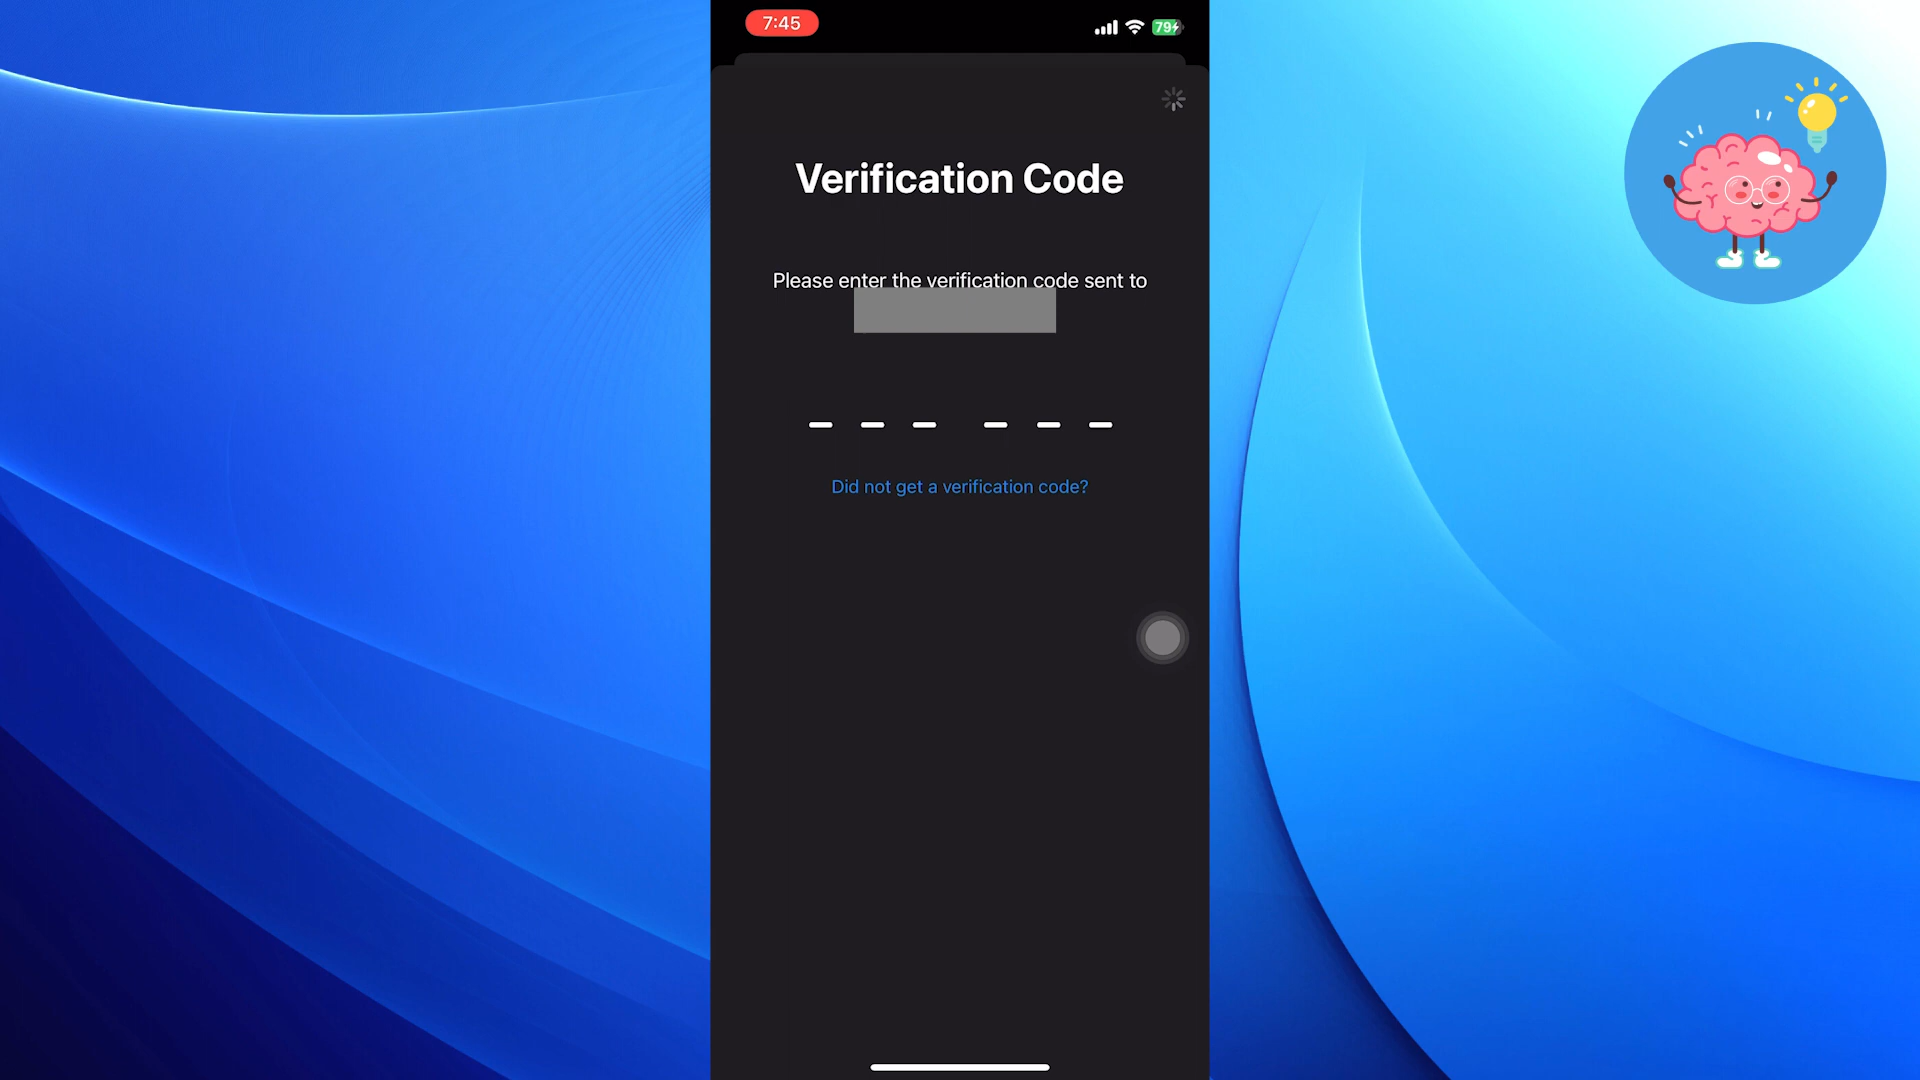 7:45
79
Verification Code
Please enter the verification code sent to
Did not get a verification code?